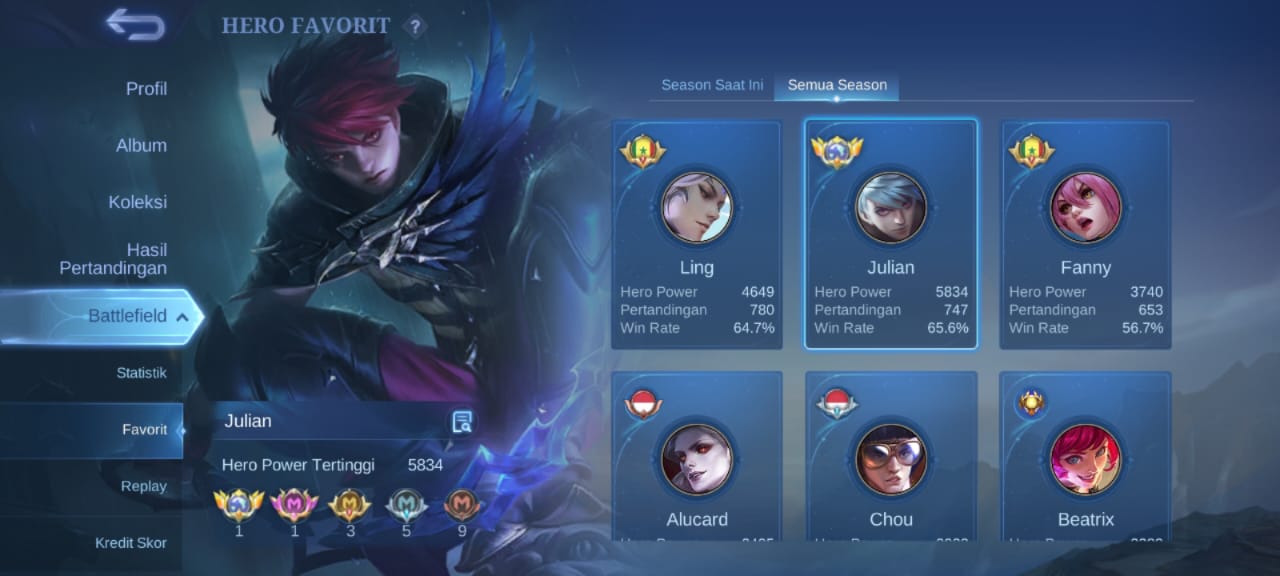 HERO FAVORIT ?
Profil
Album
Koleksi
Hasil
Pertandingan
Battlefield
Statistik
Favorit
Replay
Kredit Skor
Julian
Hero Power Tertinggi 5834
1 1 3 5 9
Season Saat Ini Semua Season
Ling
Hero Power 4649
Pertandingan 780
Win Rate 64.7%
Julian
Hero Power 5834
Pertandingan 747
Win Rate 65.6%
Fanny
Hero Power 3740
Pertandingan 653
Win Rate 56.7%
Alucard
Chou
Beatrix